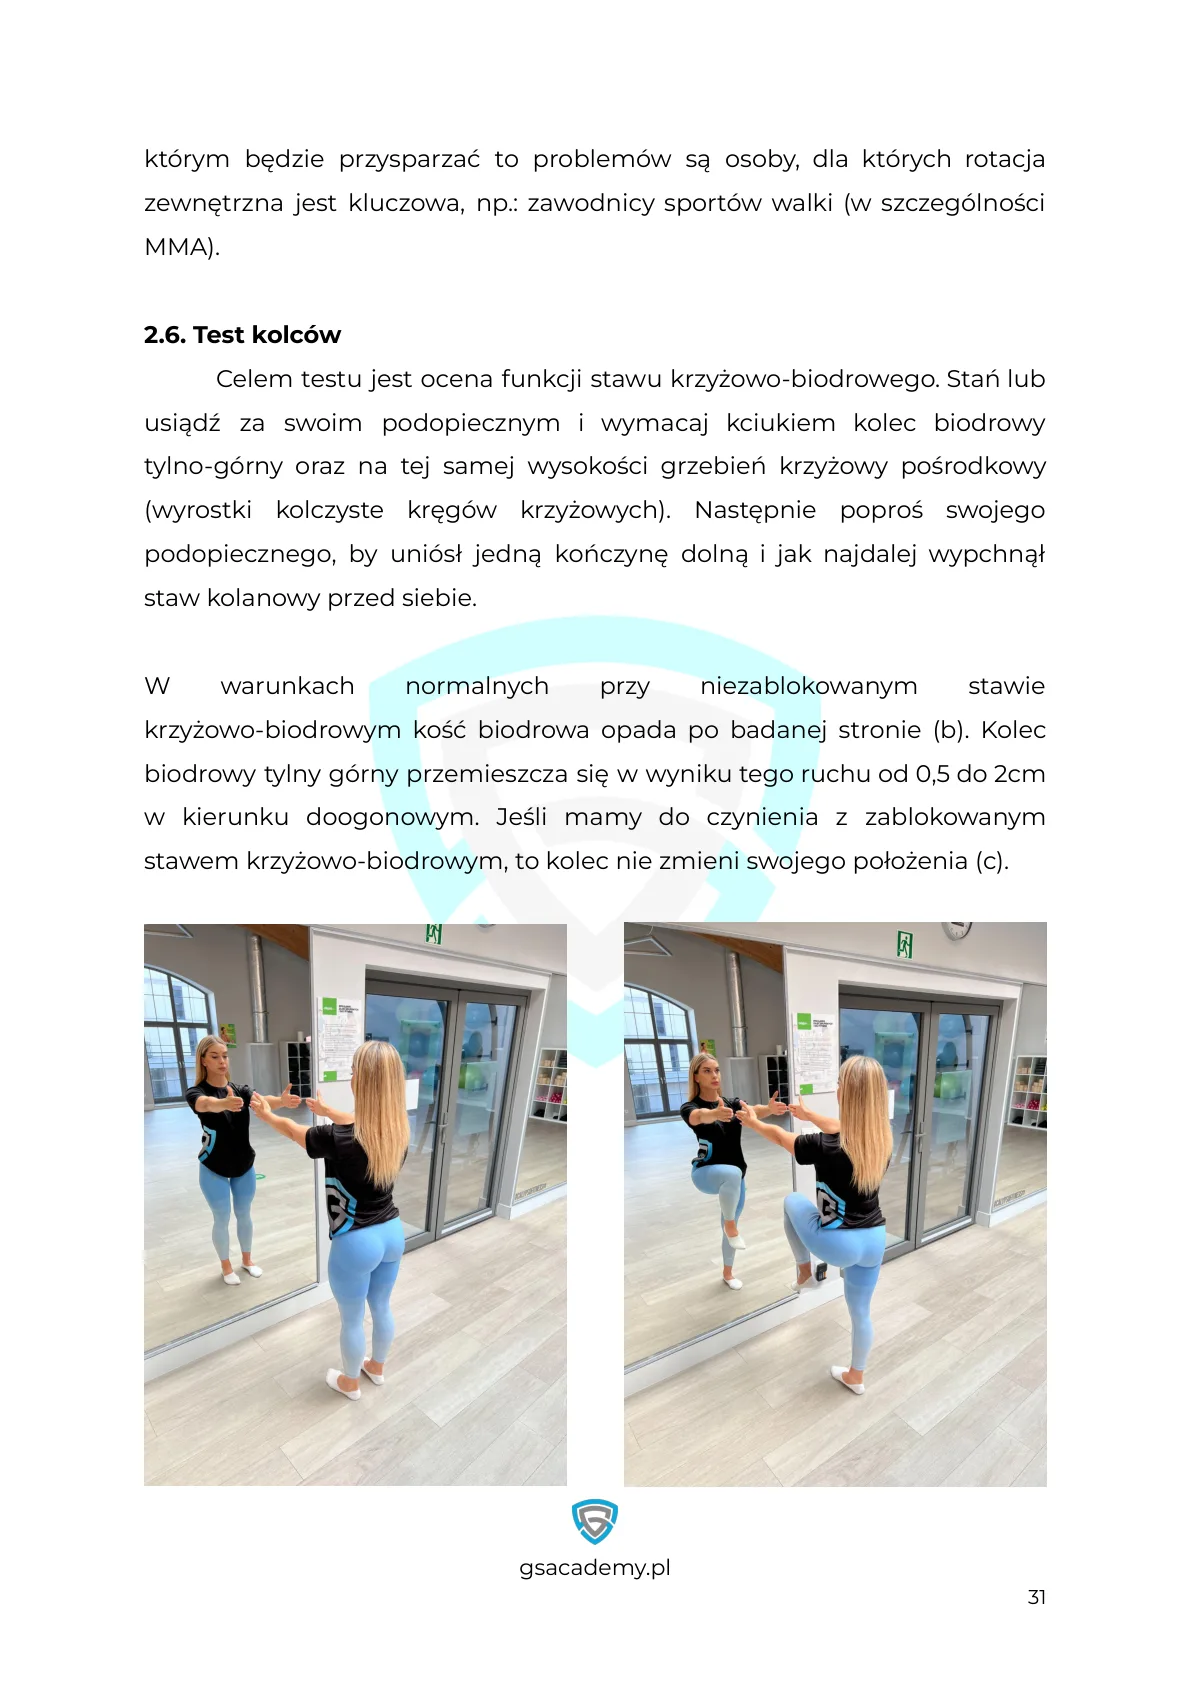 którym będzie przysparzać to problemów są osoby, dla których rotacja
zewnętrzna jest kluczowa, np.: zawodnicy sportów walki (w szczególności
MMA).
2.6. Test kolców
Celem testu jest ocena funkcji stawu krzyżowo-biodrowego. Stań lub
usiądź za swoim podopiecznym i wymacaj kciukiem kolec biodrowy
tylno-górny oraz na tej samej wysokości grzebień krzyżowy pośrodkowy
(wyrostki kolczyste kręgów krzyżowych). Następnie poproś swojego
podopiecznego, by uniósł jedną kończynę dolną i jak najdalej wypchnął
staw kolanowy przed siebie.
W warunkach normalnych przy niezablokowanym stawie
krzyżowo-biodrowym kość biodrowa opada po badanej stronie (b). Kolec
biodrowy tylny górny przemieszcza się w wyniku tego ruchu od 0,5 do 2cm
w kierunku doogonowym. Jeśli mamy do czynienia z zablokowanym
stawem krzyżowo-biodrowym, to kolec nie zmieni swojego położenia (c).
gsacademy.pl
31